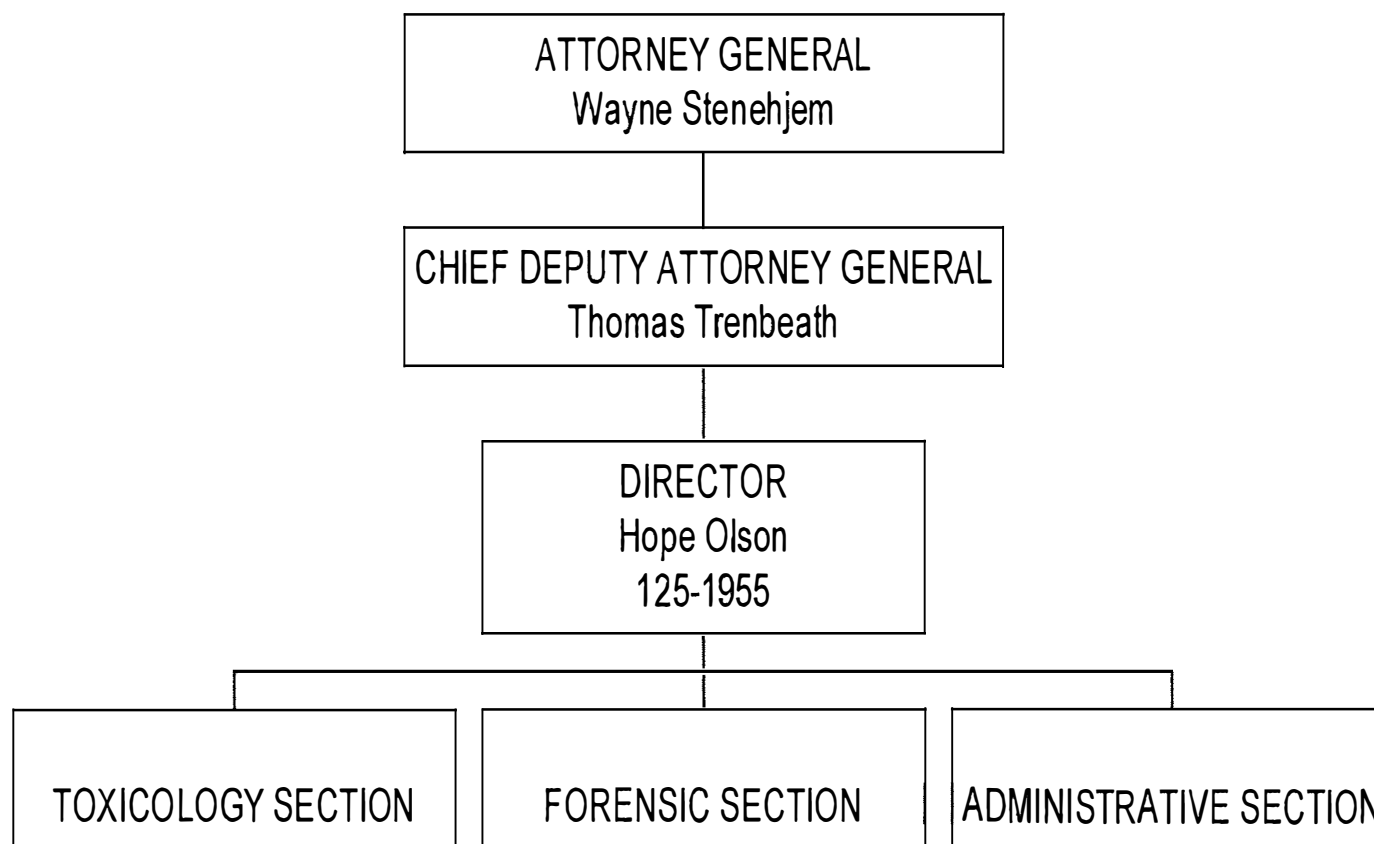 ATTORNEY GENERAL
Wayne Stenehjem
CHIEF DEPUTY ATTORNEY GENERAL
Thomas Trenbeath
DIRECTOR
Hope Olson
125-1955
TOXICOLOGY SECTION
FORENSIC SECTION
ADMINISTRATIVE SECTION